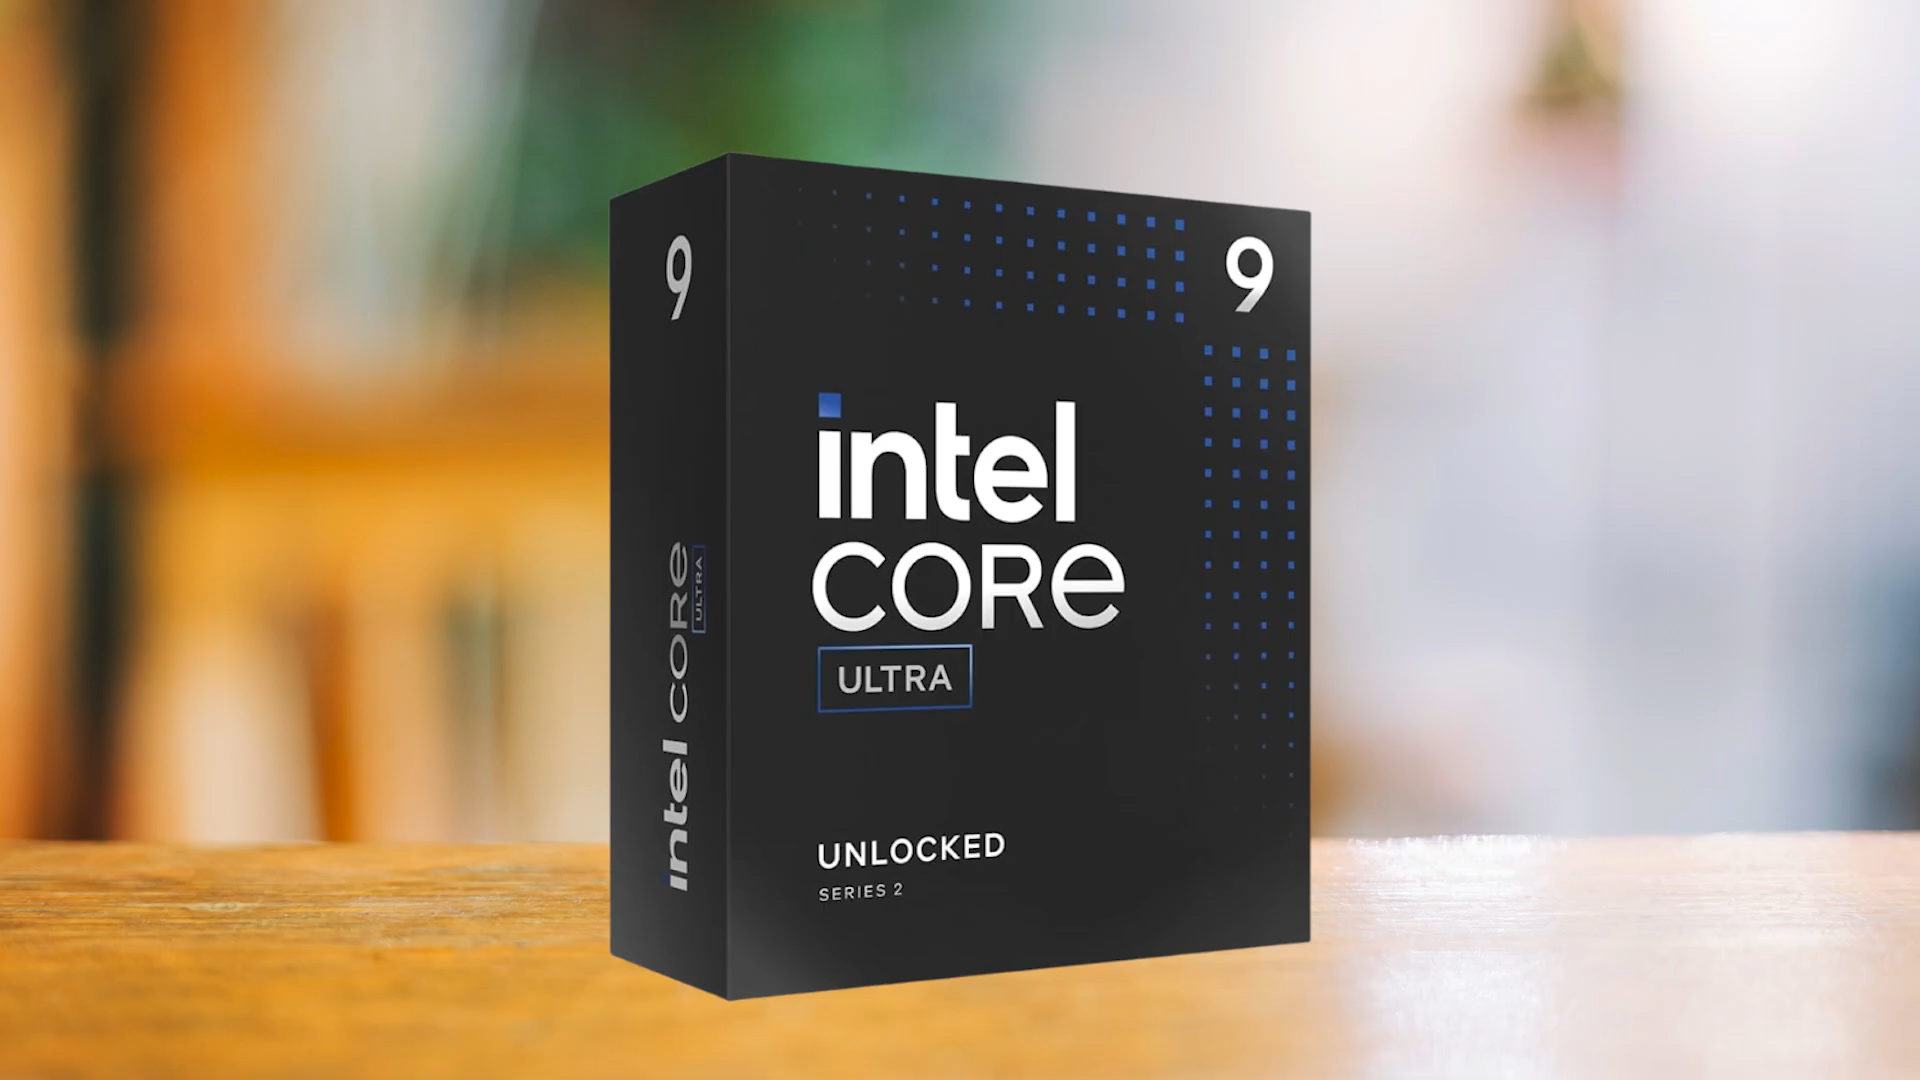 9
9
intel
CORe
ULTRA
UNLOCKED
SERIES 2
intel CORe
ULTRA